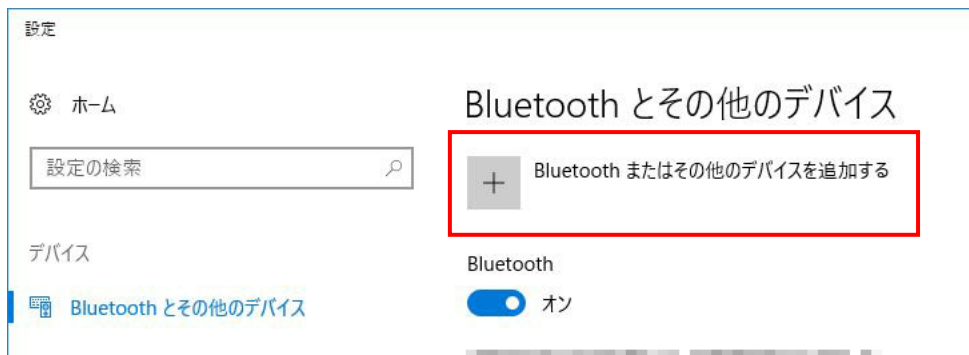 設定
ホーム
設定の検索
デバイス
Bluetooth とその他のデバイス
Bluetooth とその他のデバイス
Bluetooth またはその他のデバイスを追加する
Bluetooth
オン